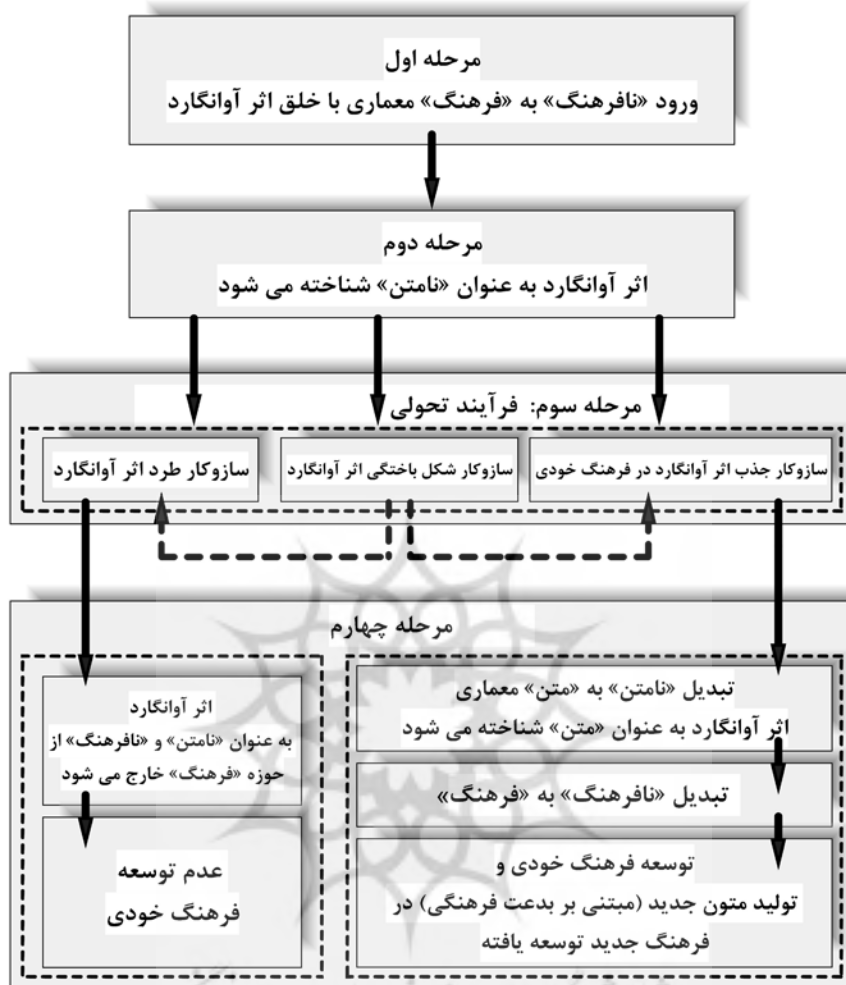 مرحله اول
ورود «نافرهنگ» به «فرهنگ» معماری با خلق اثر آوانگارد
مرحله دوم
اثر آوانگارد به عنوان «نامتن» شناخته می شود
مرحله سوم: فرآیند تحولی
سازوکار جذب اثر آوانگارد در فرهنگ خودی
سازوکار شکل باختگی اثر آوانگارد
سازوکار طرد اثر آوانگارد
مرحله چهارم
تبدیل «نامتن» به «متن» معماری
اثر آوانگارد به عنوان «متن» شناخته می شود
تبدیل «نافرهنگ» به «فرهنگ»
توسعه فرهنگ خودی و
تولید متون جدید (مبتنی بر بدعت فرهنگی) در
فرهنگ جدید توسعه یافته
اثر آوانگارد
به عنوان «نامتن» و «نافرهنگ» از
حوزه «فرهنگ» خارج می شود
عدم توسعه
فرهنگ خودی